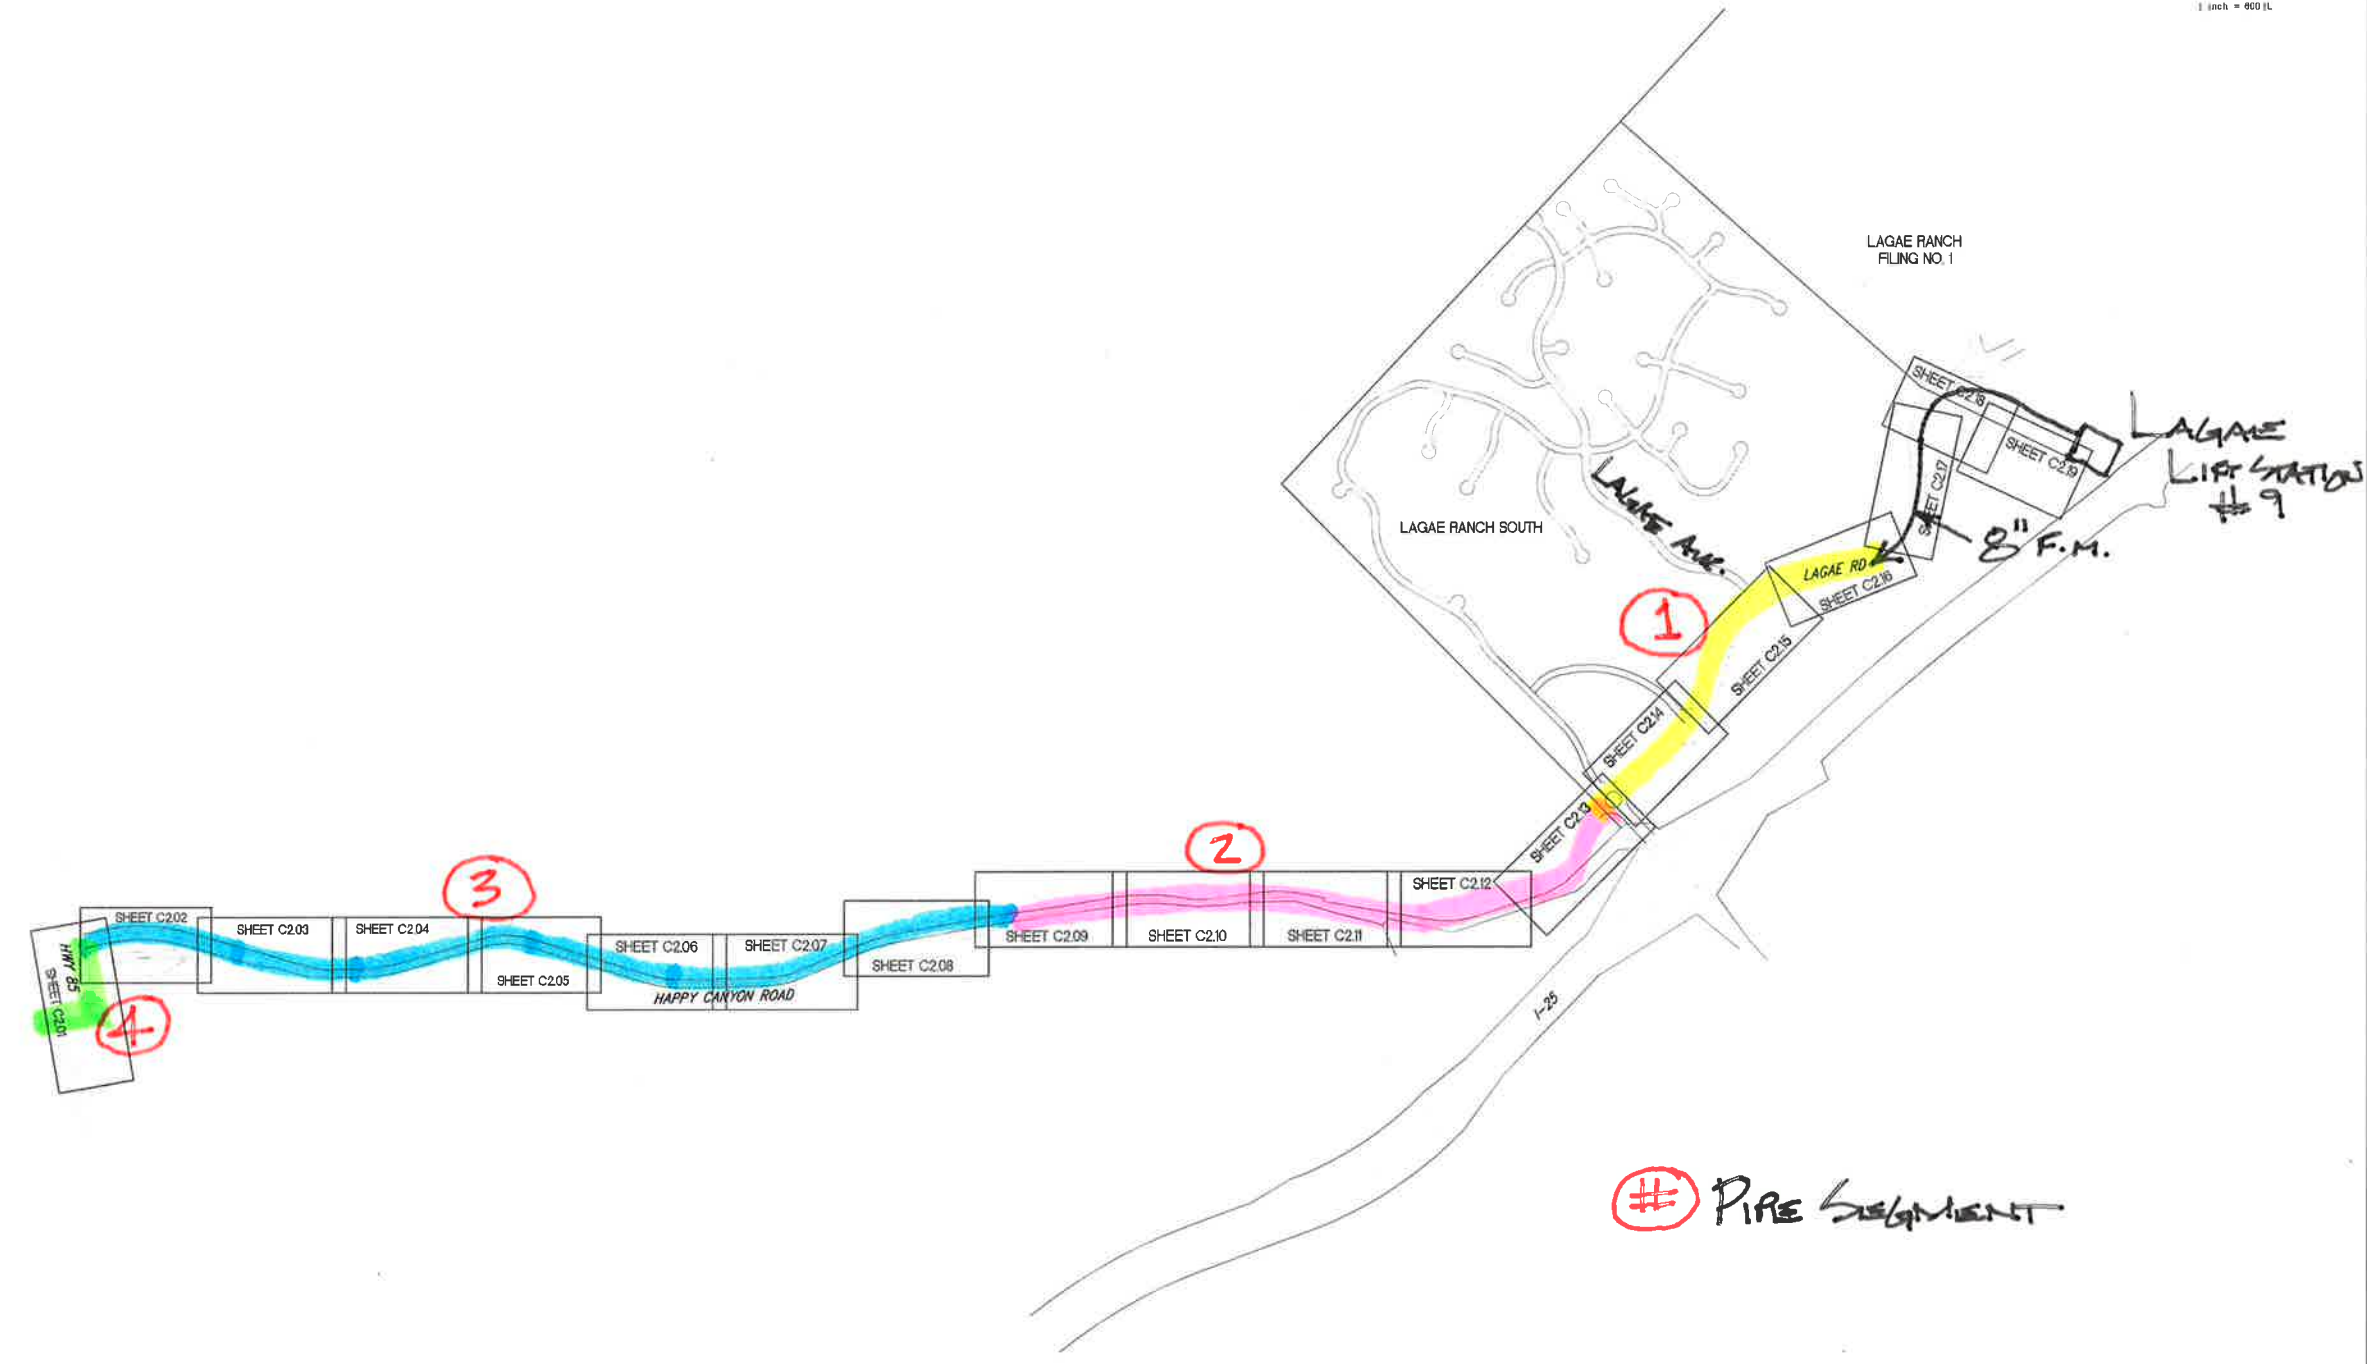 1 inch = 600 ft.
LAGAE RANCH
FILING NO. 1
SHEET C2.18
SHEET C2.19
LAGAE
LIFT STATION
# 9
SHEET C2.17
8" F.M.
LAGAE AVE.
LAGAE RANCH SOUTH
LAGAE RD
SHEET C2.16
1
SHEET C2.15
SHEET C2.14
SHEET C2.13
2
SHEET C2.12
SHEET C2.09
SHEET C2.10
SHEET C2.11
3
SHEET C2.02
SHEET C2.03
SHEET C2.04
SHEET C2.05
SHEET C2.06
SHEET C2.07
SHEET C2.08
HAPPY CANYON ROAD
HWY 85
SHEET C2.01
4
I-25
# PIPE SEGMENT